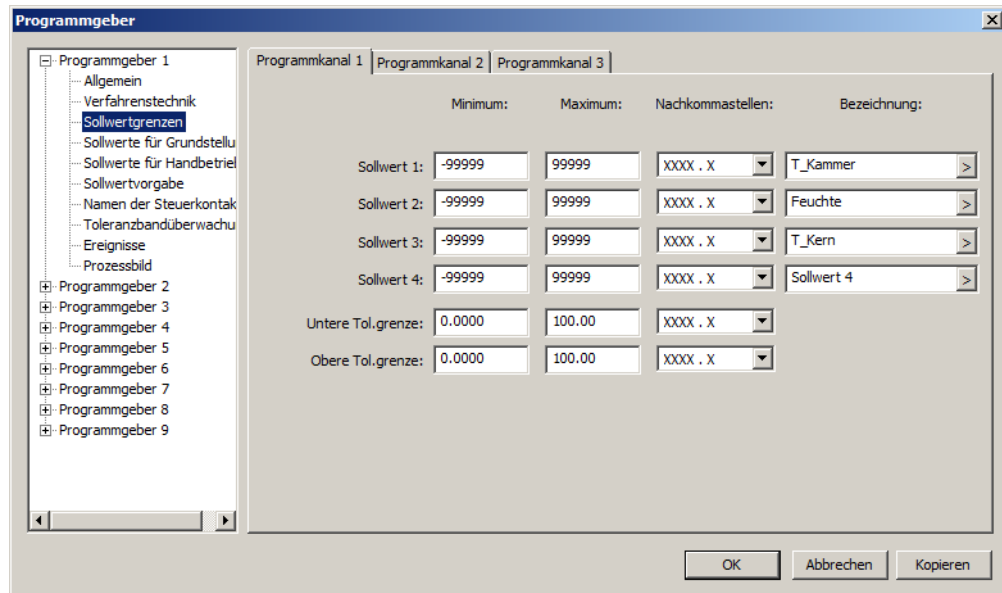 Programmgeber
Programmgeber 1
Allgemein
Verfahrenstechnik
Sollwertgrenzen
Sollwerte für Grundstellu
Sollwerte für Handbetriel
Sollwertvorgabe
Namen der Steuerkontak
Toleranzbandüberwachu
Ereignisse
Prozessbild
Programmgeber 2
Programmgeber 3
Programmgeber 4
Programmgeber 5
Programmgeber 6
Programmgeber 7
Programmgeber 8
Programmgeber 9
Programmkanal 1 Programmkanal 2 Programmkanal 3
Minimum: Maximum: Nachkommastellen: Bezeichnung:
Sollwert 1: -99999 99999 XXXX . X T_Kammer >
Sollwert 2: -99999 99999 XXXX . X Feuchte >
Sollwert 3: -99999 99999 XXXX . X T_Kern >
Sollwert 4: -99999 99999 XXXX . X Sollwert 4 >
Untere Tol.grenze: 0.0000 100.00 XXXX . X
Obere Tol.grenze: 0.0000 100.00 XXXX . X
OK Abbrechen Kopieren